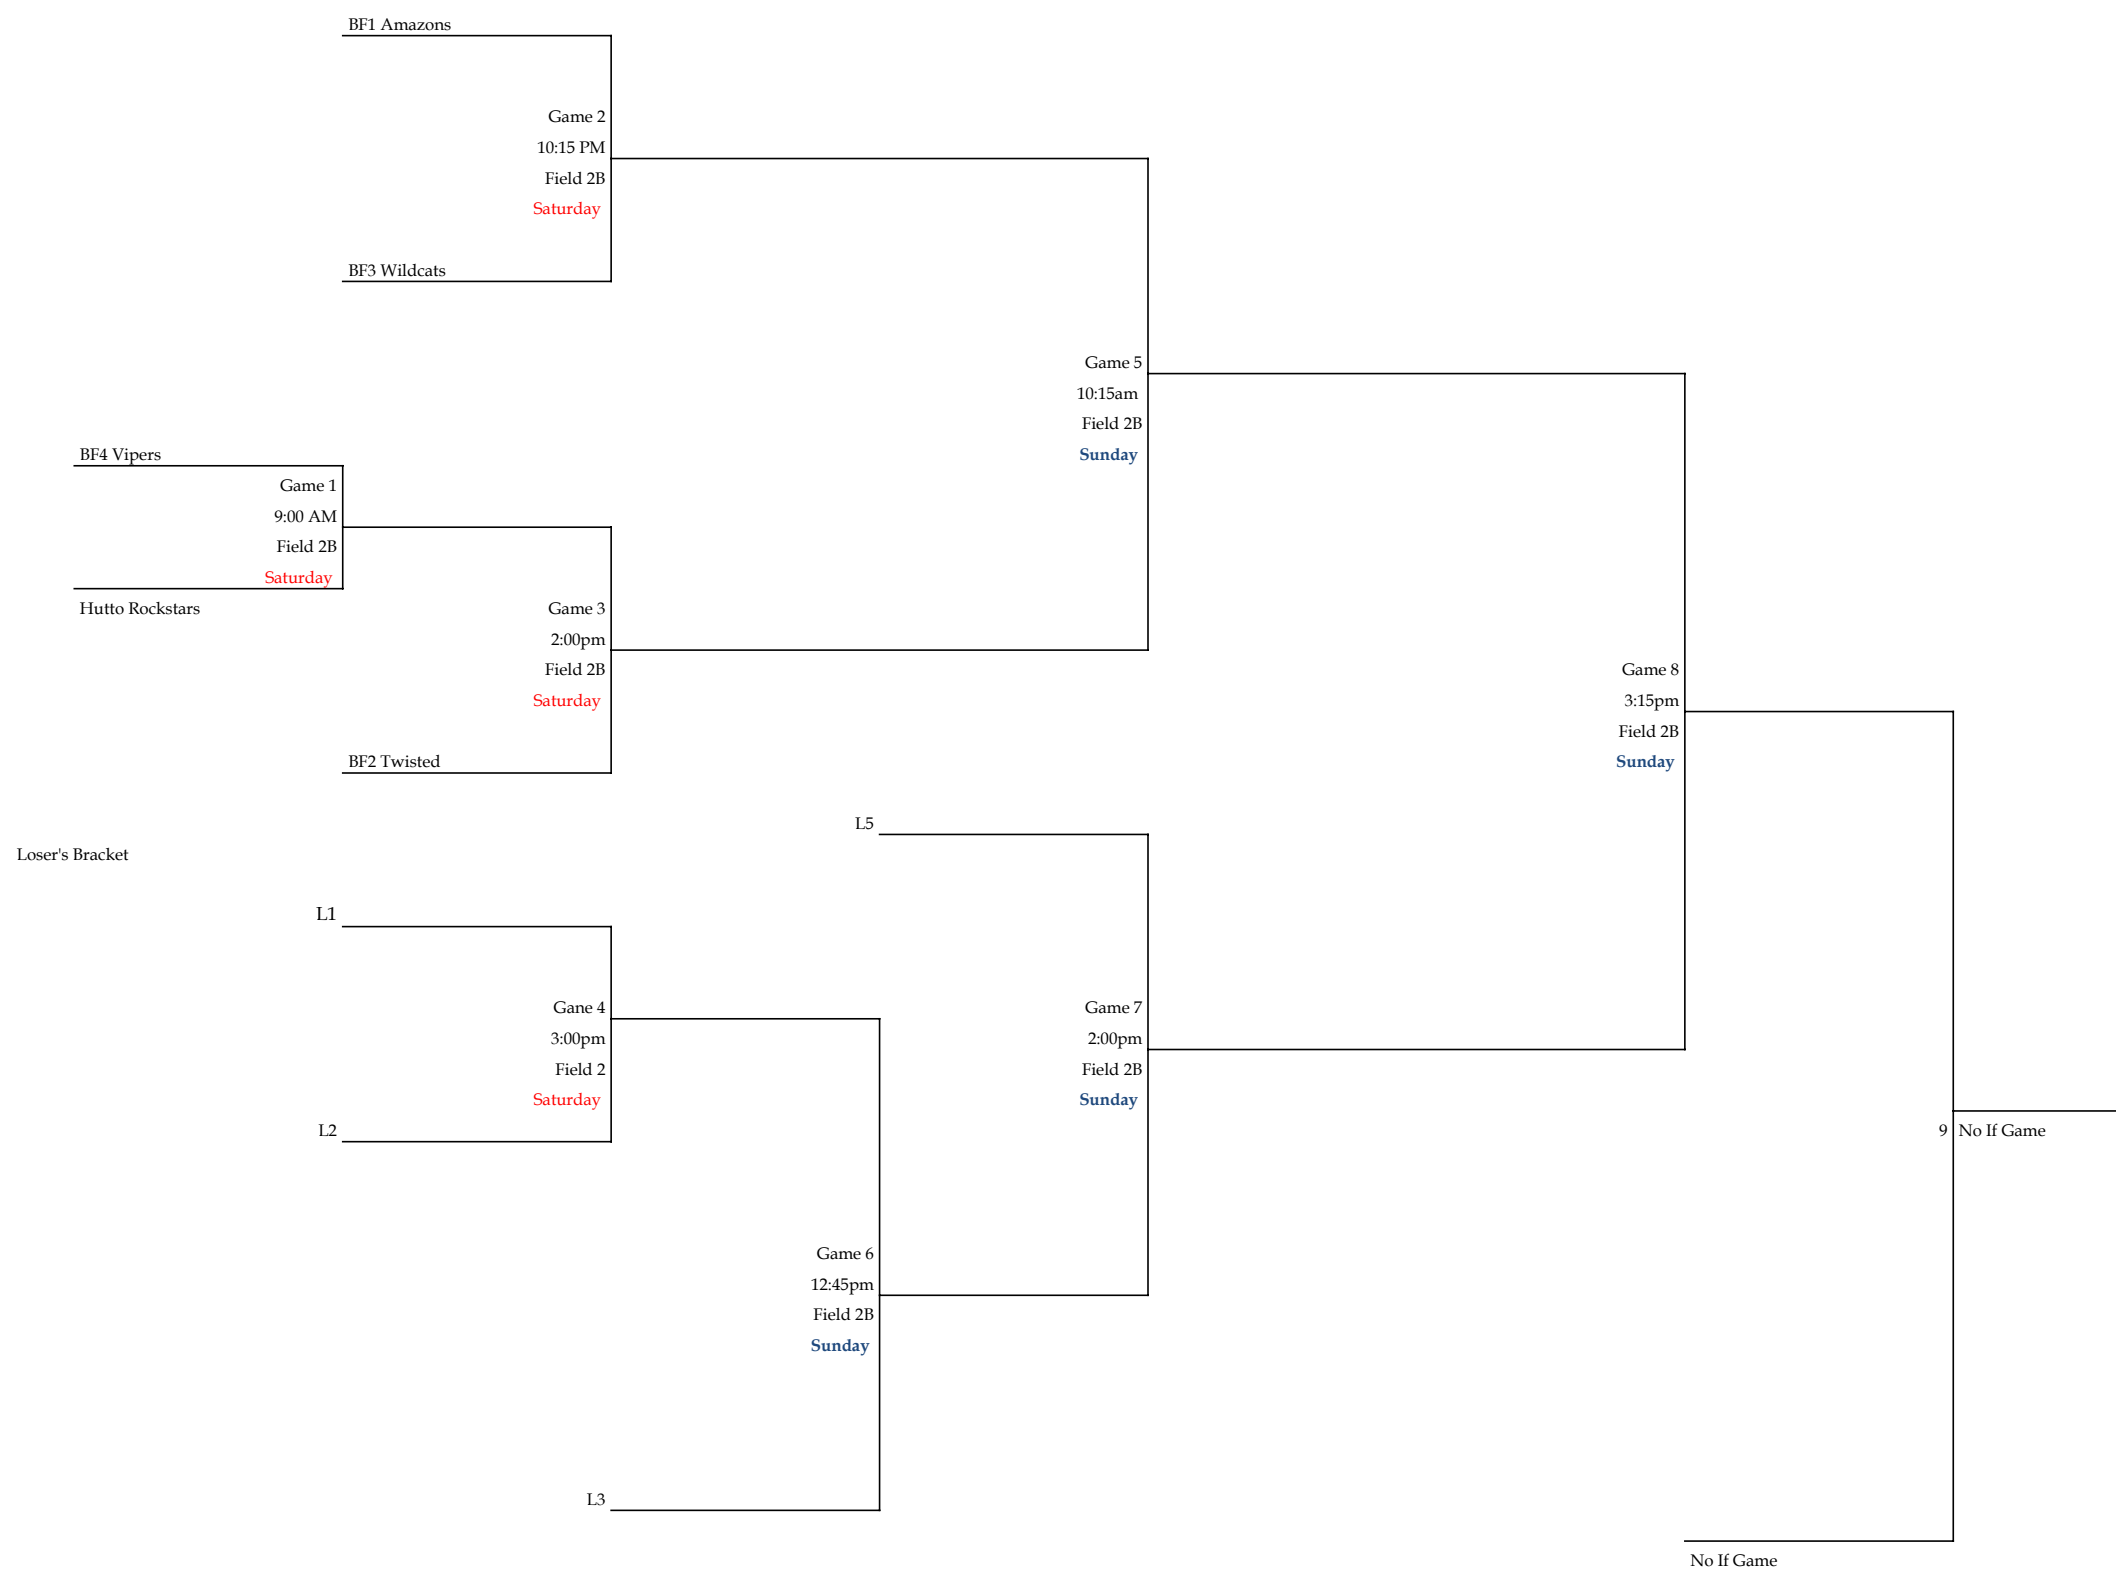 BF1 Amazons
Game 2
10:15 PM
Field 2B
Saturday
BF3 Wildcats
Game 5
10:15am
Field 2B
Sunday
BF4 Vipers
Game 1
9:00 AM
Field 2B
Saturday
Hutto Rockstars
Game 3
2:00pm
Field 2B
Saturday
BF2 Twisted
Game 8
3:15pm
Field 2B
Sunday
L5
Loser's Bracket
L1
Gane 4
3:00pm
Field 2
Saturday
L2
Game 7
2:00pm
Field 2B
Sunday
9 No If Game
Game 6
12:45pm
Field 2B
Sunday
L3
No If Game